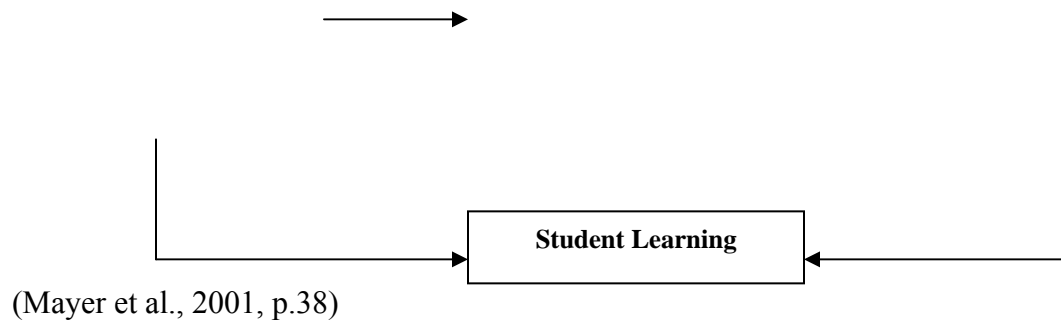 Student Learning
(Mayer et al., 2001, p.38)